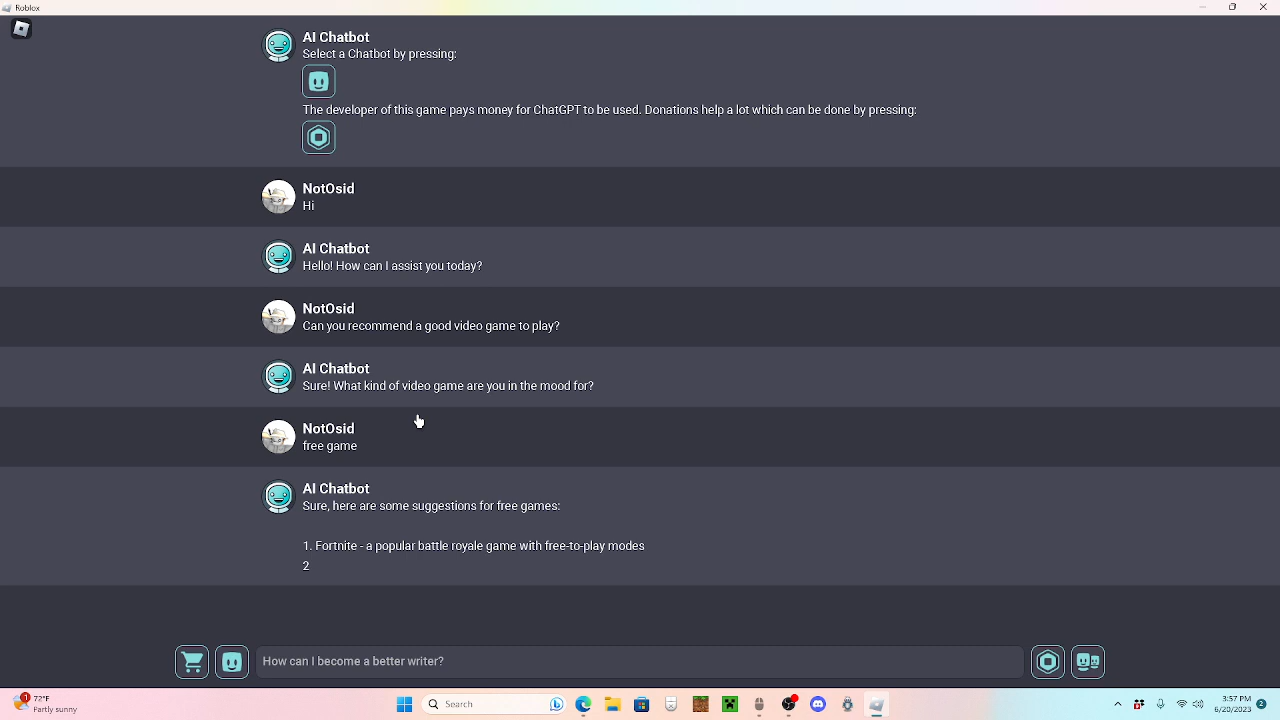 Roblox
AI Chatbot
Select a Chatbot by pressing:
The developer of this game pays money for ChatGPT to be used. Donations help a lot which can be done by pressing:
NotOsid
Hi
AI Chatbot
Hello! How can I assist you today?
NotOsid
Can you recommend a good video game to play?
AI Chatbot
Sure! What kind of video game are you in the mood for?
NotOsid
free game
AI Chatbot
Sure, here are some suggestions for free games:
1. Fortnite - a popular battle royale game with free-to-play modes
2
How can I become a better writer?
1
72°F
Partly sunny
Search
3:57 PM
6/20/2023
2